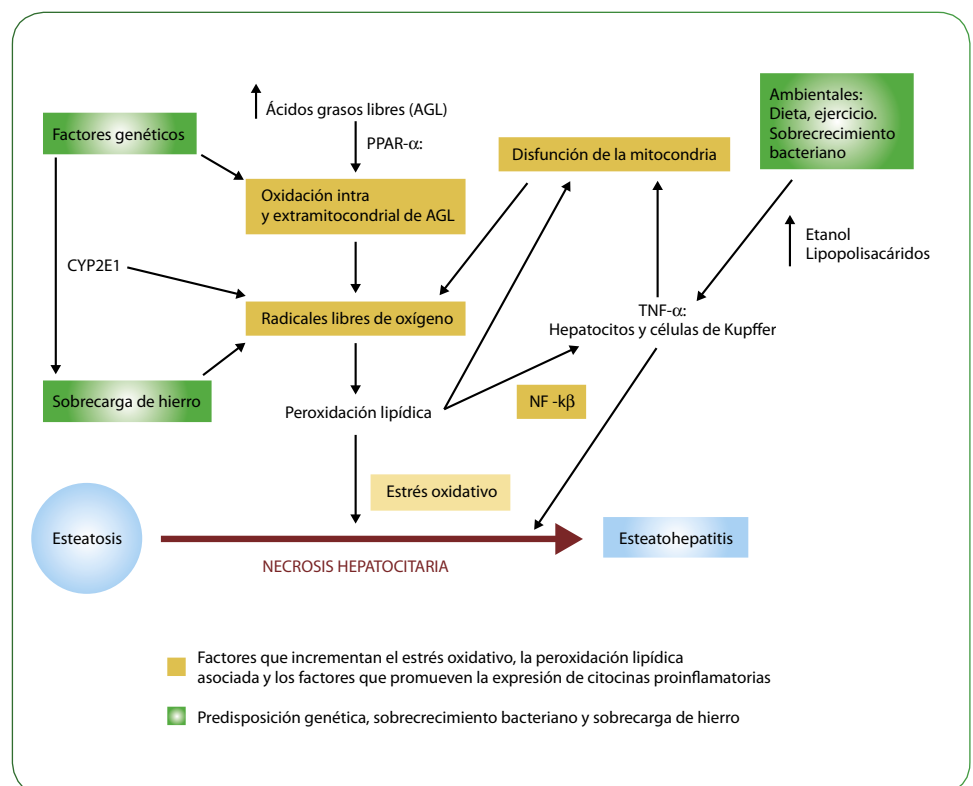 Ácidos grasos libres (AGL)
Factores genéticos
PPAR-α:
Disfunción de la mitocondria
Ambientales:
Dieta, ejercicio.
Sobrecrecimiento
bacteriano
Oxidación intra
y extramitocondrial de AGL
Etanol
Lipopolisacáridos
CYP2E1
Radicales libres de oxígeno
TNF-α:
Hepatocitos y células de Kupffer
Sobrecarga de hierro
Peroxidación lipídica
NF -kβ
Estrés oxidativo
Esteatosis
Esteatohepatitis
NECROSIS HEPATOCITARIA
Factores que incrementan el estrés oxidativo, la peroxidación lipídica
asociada y los factores que promueven la expresión de citocinas proinflamatorias
Predisposición genética, sobrecrecimiento bacteriano y sobrecarga de hierro